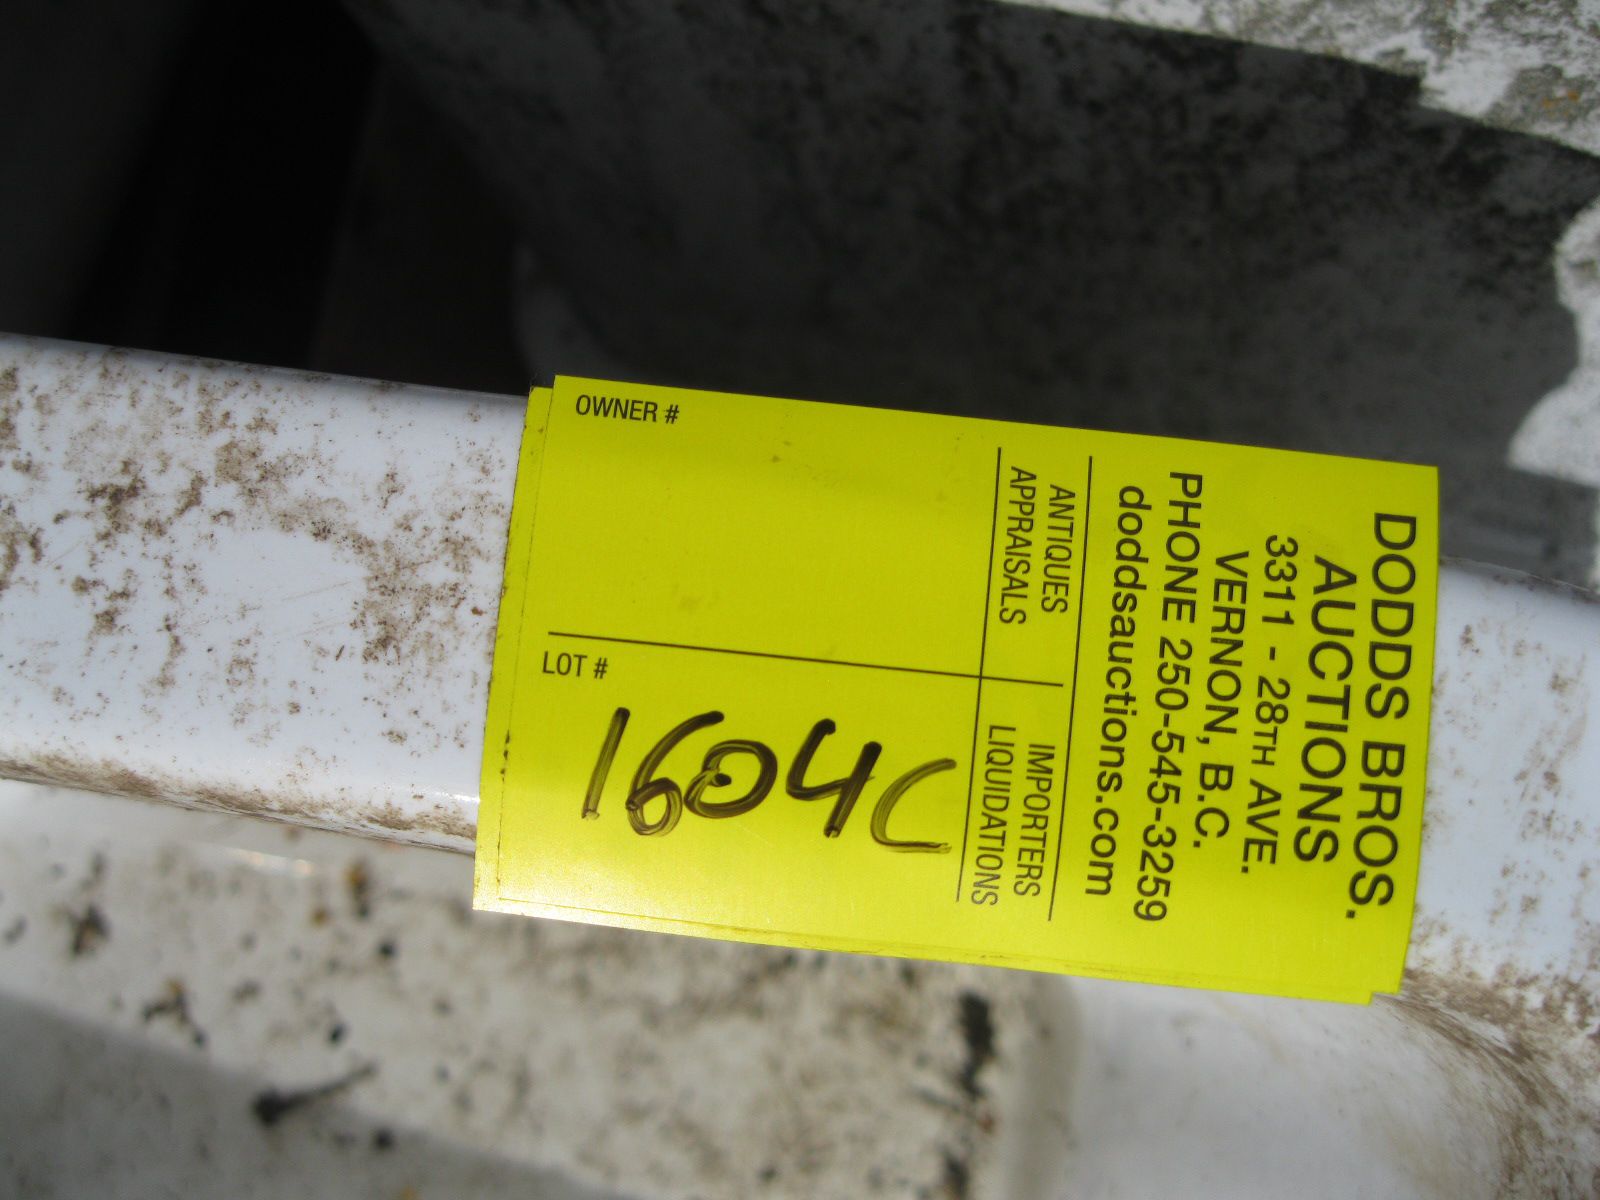 DODDS BROS.
AUCTIONS
3311 - 28TH AVE.
VERNON, B.C.
PHONE 250-545-3259
doddsauctions.com
ANTIQUES
APPRAISALS
IMPORTERS
LIQUIDATIONS
OWNER #
LOT #
1604C